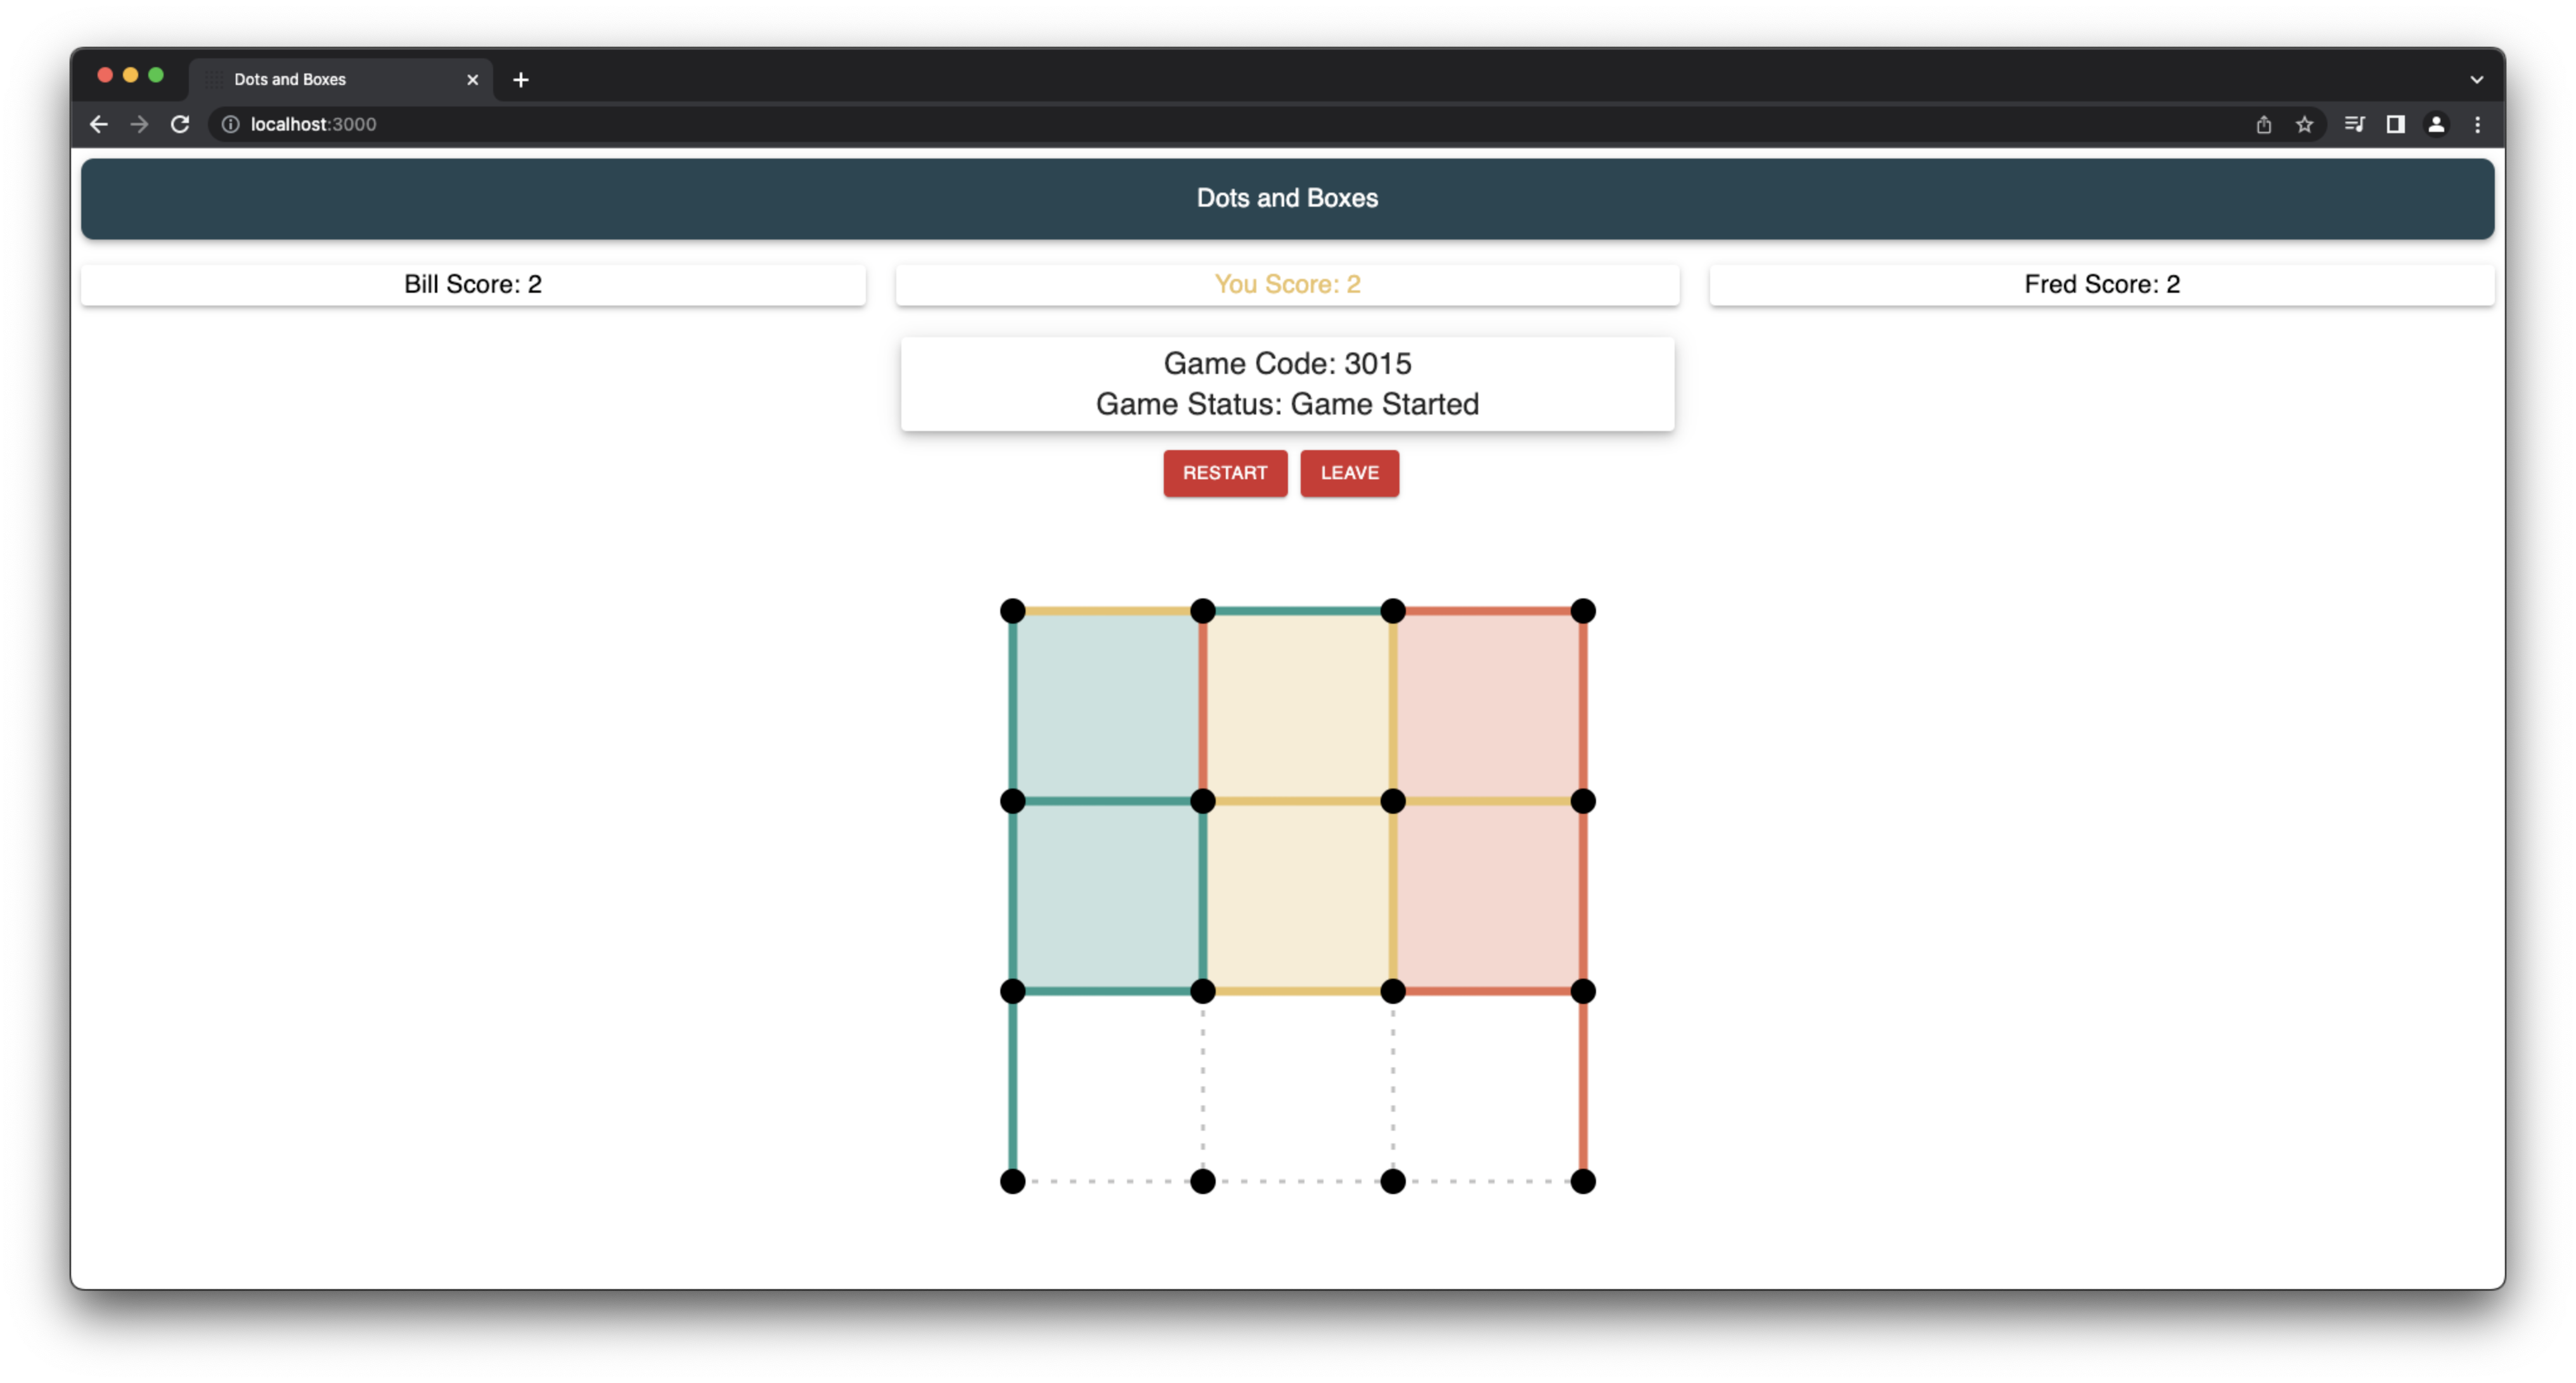 Dots and Boxes
localhost:3000
Dots and Boxes
Bill Score: 2
You Score: 2
Fred Score: 2
Game Code: 3015
Game Status: Game Started
RESTART
LEAVE